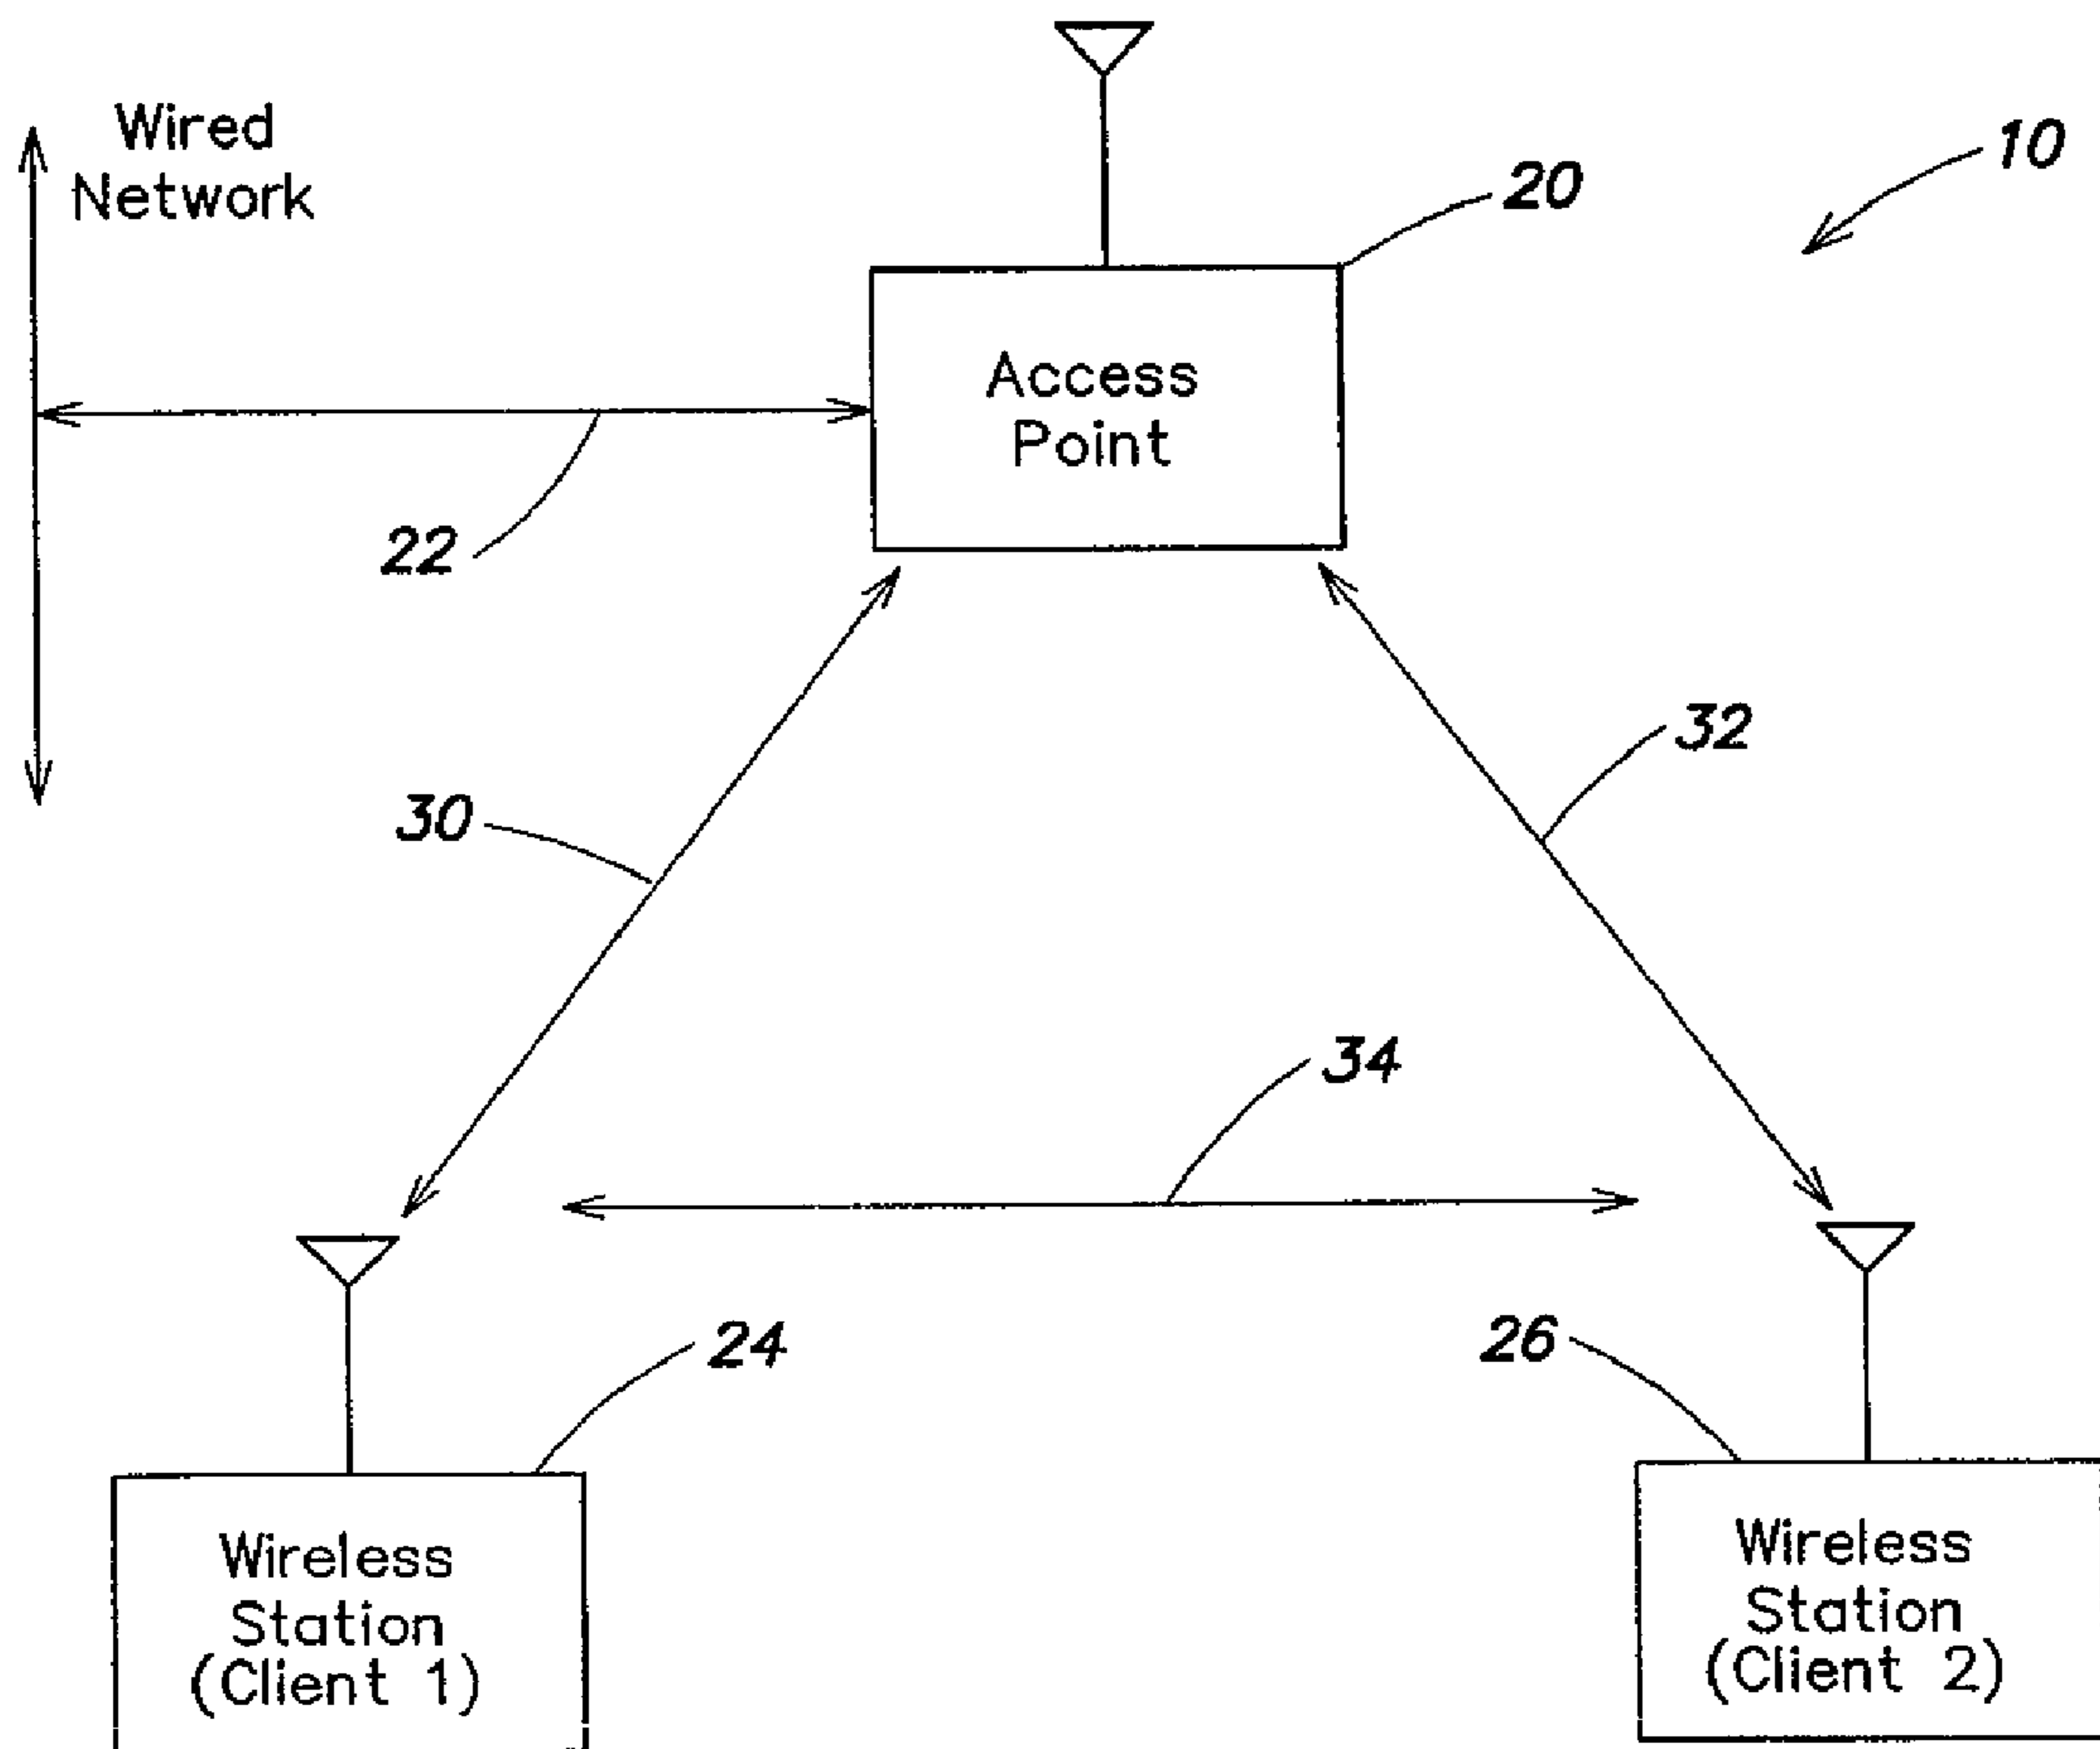 Wired
Network
10
20
Access
Point
22
32
30
34
24
26
Wireless
Station
(Client 1)
Wireless
Station
(Client 2)